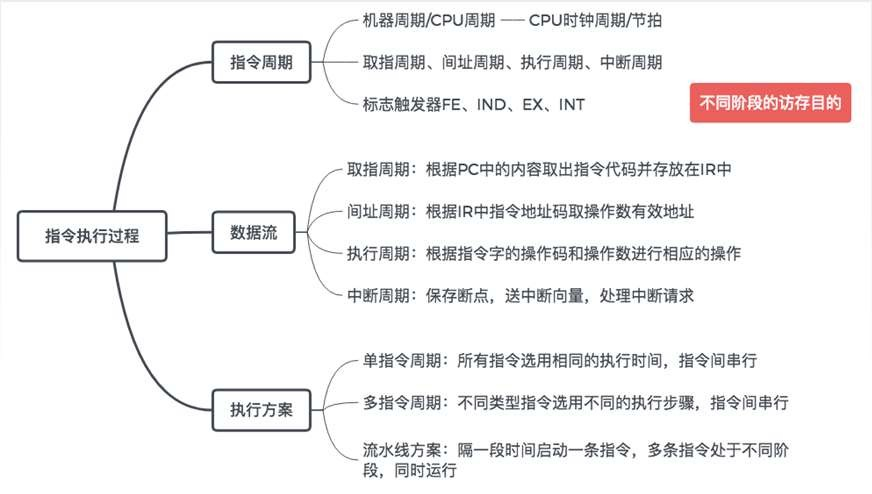 机器周期/CPU周期 —— CPU时钟周期/节拍
指令周期
取指周期、间址周期、执行周期、中断周期
标志触发器FE、IND、EX、INT
不同阶段的访存目的
取指周期：根据PC中的内容取出指令代码并存放在IR中
间址周期：根据IR中指令地址码取操作数有效地址
指令执行过程
数据流
执行周期：根据指令字的操作码和操作数进行相应的操作
中断周期：保存断点，送中断向量，处理中断请求
单指令周期：所有指令选用相同的执行时间，指令间串行
执行方案
多指令周期：不同类型指令选用不同的执行步骤，指令间串行
流水线方案：隔一段时间启动一条指令，多条指令处于不同阶
段，同时运行